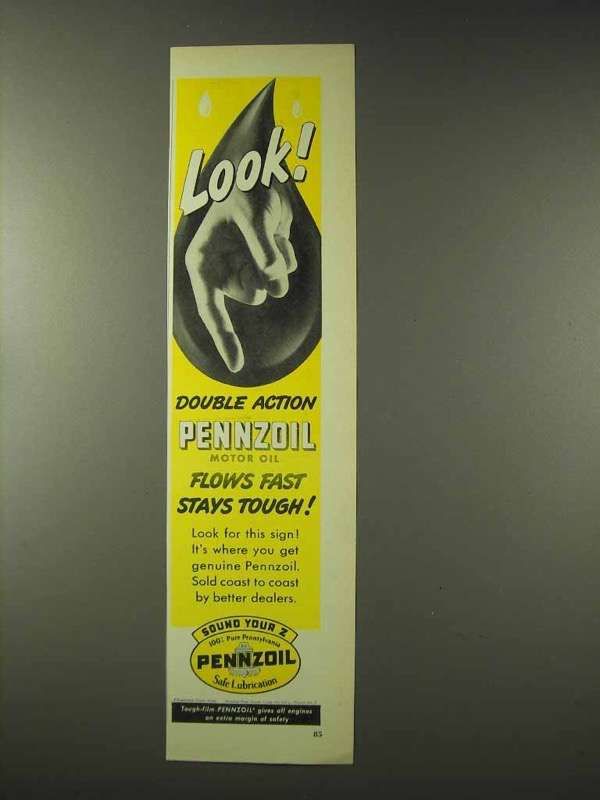 Look!
DOUBLE ACTION
PENNZOIL
MOTOR OIL
FLOWS FAST
STAYS TOUGH!
Look for this sign!
It's where you get
genuine Pennzoil.
Sold coast to coast
by better dealers.
SOUND YOUR Z
100% Pure Pennsylvania
PENNZOIL
Safe Lubrication
Tough-film PENNZOIL* gives all engines
an extra margin of safety
85